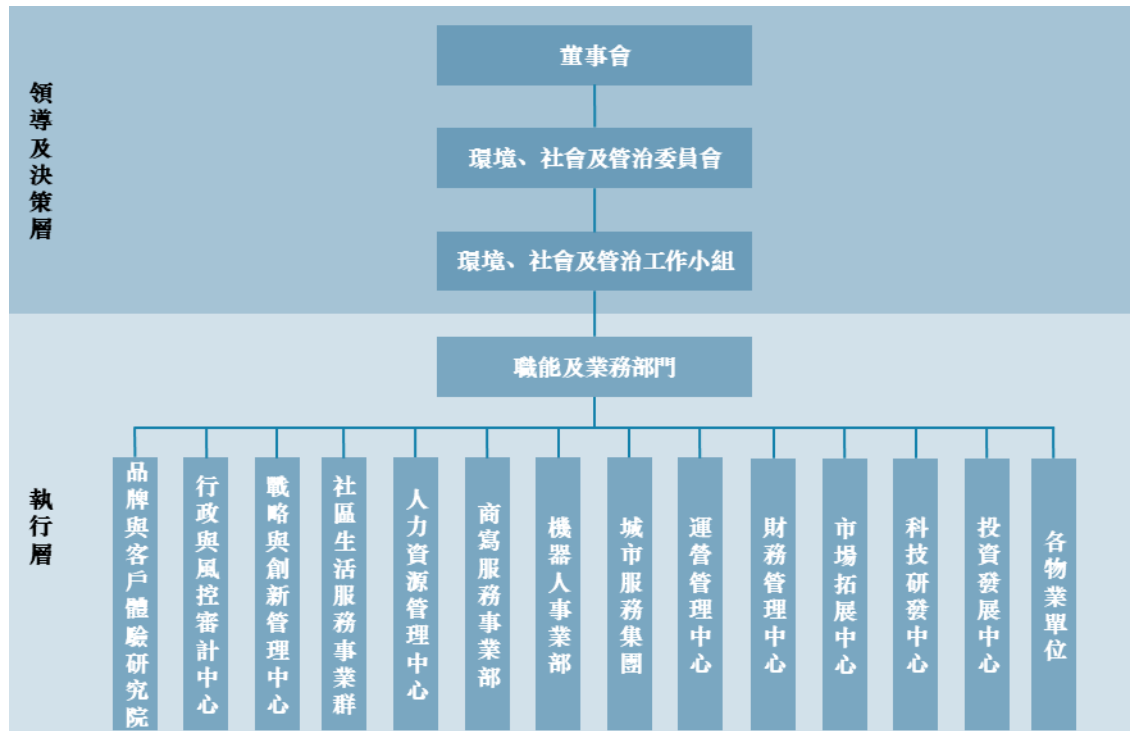 領導及決策層
董事會
環境、社會及管治委員會
環境、社會及管治工作小組
執行層
職能及業務部門
品牌與客戶體驗研究院
行政與風控審計中心
戰略與創新管理中心
社區生活服務事業群
人力資源管理中心
商寫服務事業部
機器人事業部
城市服務集團
運營管理中心
財務管理中心
市場拓展中心
科技研發中心
投資發展中心
各物業單位